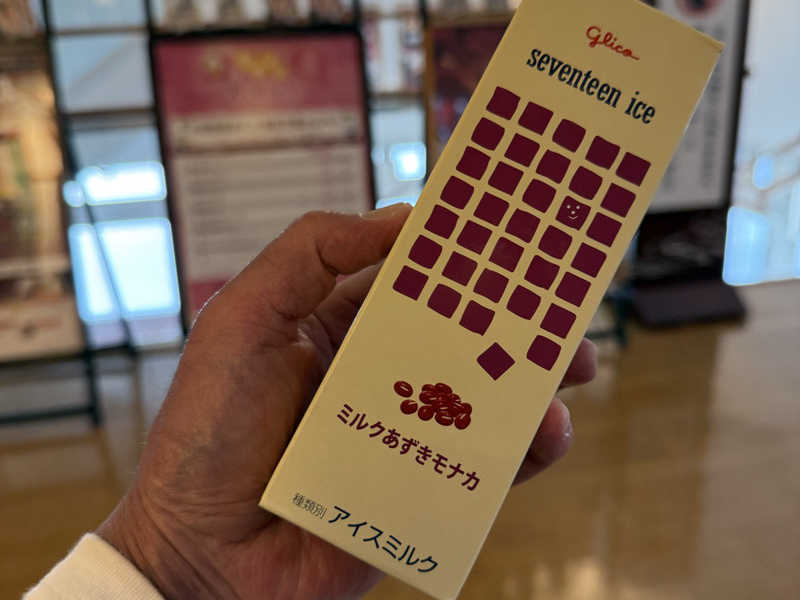 Glico
seventeen ice
ミルクあずきモナカ
種類別 アイスミルク